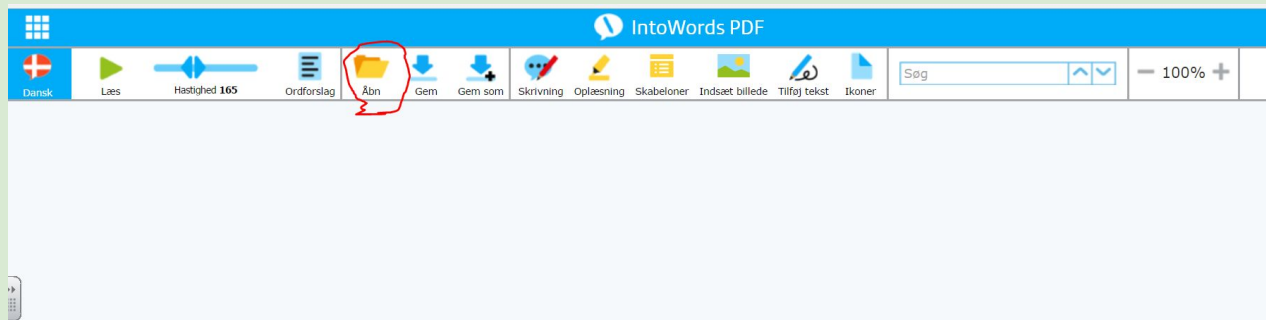 IntoWords PDF
Dansk Læs Hastighed 165 Ordforslag Åbn Gem Gem som Skrivning Oplæsning Skabeloner Indsæt billede Tilføj tekst Ikoner Søg 100%